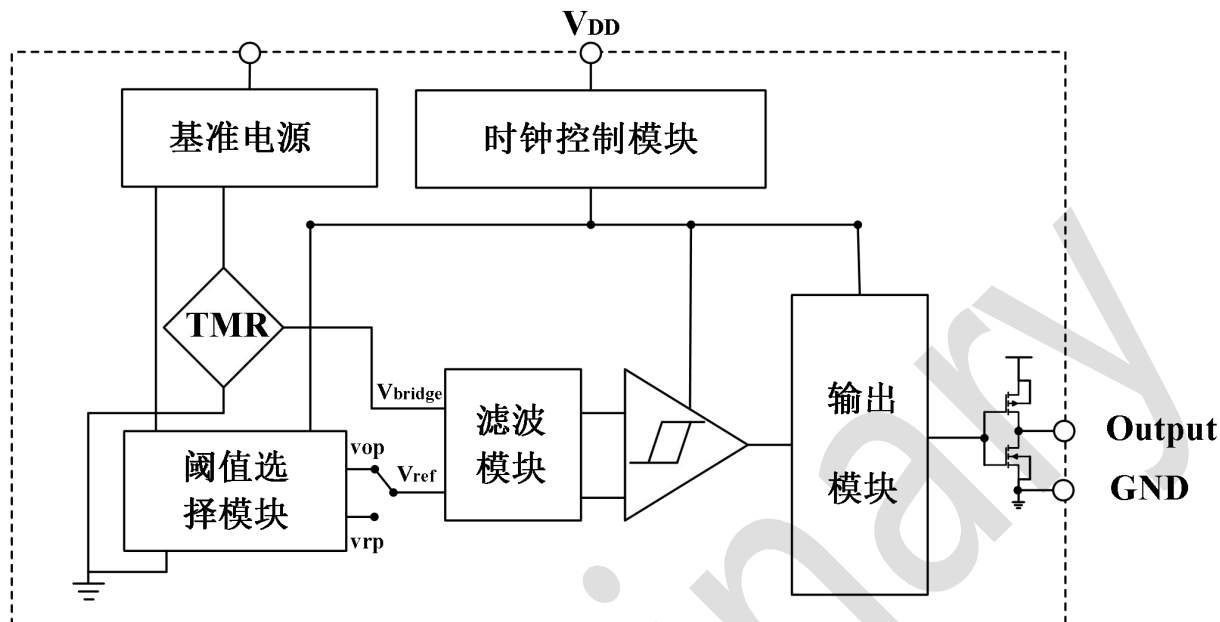 VDD
基准电源
时钟控制模块
TMR
Vbridge
滤波
模块
输出
模块
Output
GND
阈值选
择模块
vop
Vref
vrp
inary